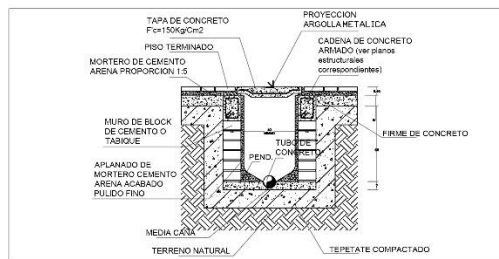 TAPA DE CONCRETO
F'c=150Kg/Cm2
PROYECCION
ARGOLLA METALICA
PISO TERMINADO
CADENA DE CONCRETO
ARMADO (ver planos
estructurales
correspondientes)
MORTERO DE CEMENTO
ARENA PROPORCION 1:5
MURO DE BLOCK
DE CEMENTO O
TABIQUE
FIRME DE CONCRETO
TUBO DE
CONCRETO
PEND.
APLANADO DE
MORTERO CEMENTO
ARENA ACABADO
PULIDO FINO
MEDIA CAÑA
TERRENO NATURAL
TEPETATE COMPACTADO